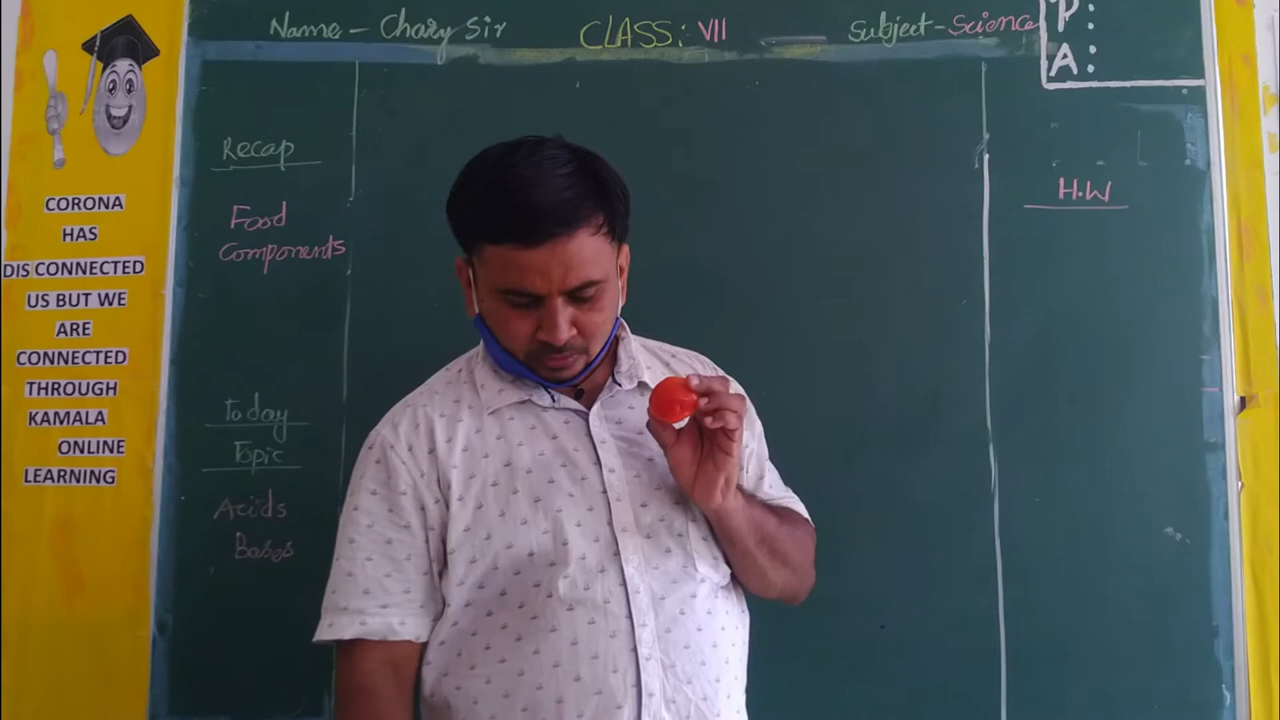 Name - Chary Sir
CLASS: VII
Subject - Science
P:
A:
CORONA
HAS
DIS CONNECTED
US BUT WE
ARE
CONNECTED
THROUGH
KAMALA
ONLINE
LEARNING
Recap
Food
Components
Today
Topic
Acids
Bases
H.W